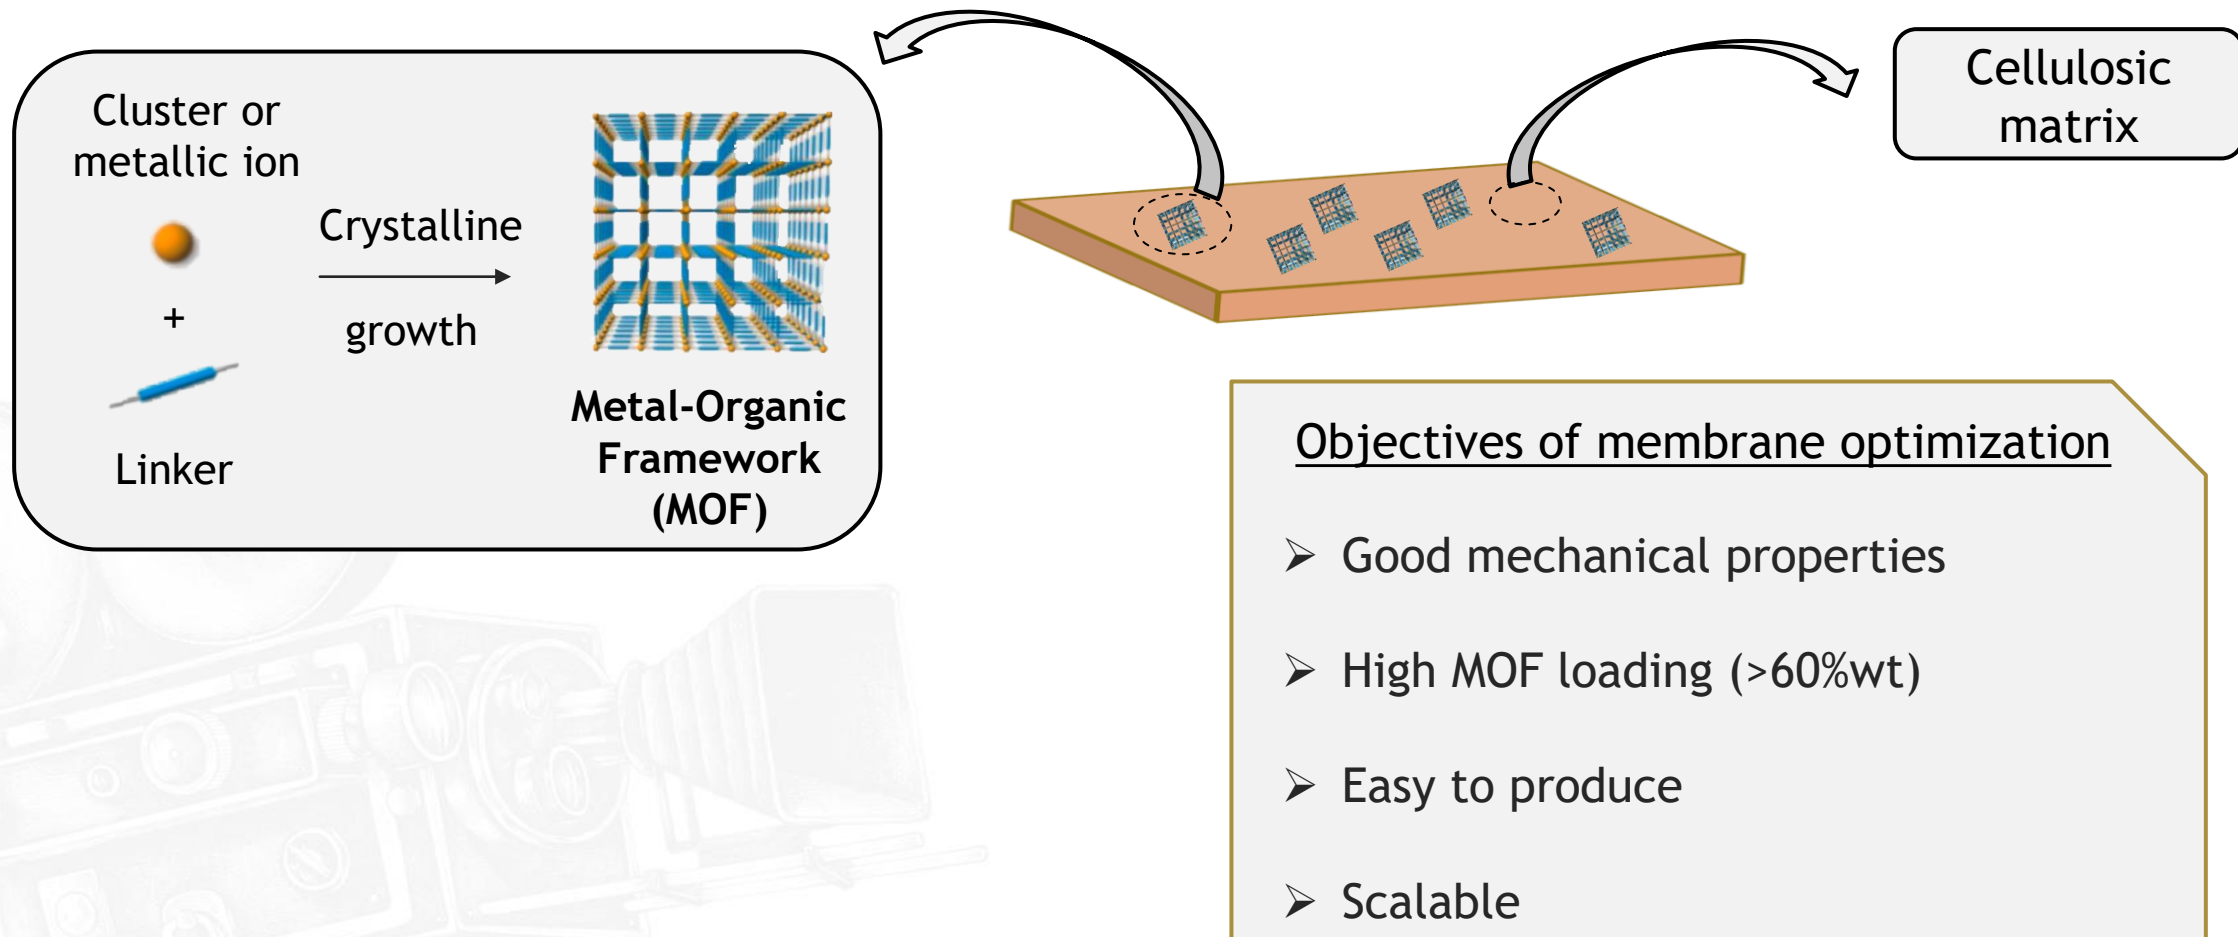 Cluster or
metallic ion
+
Linker
Crystalline
growth
Metal-Organic
Framework
(MOF)
Cellulosic
matrix
Objectives of membrane optimization
➢ Good mechanical properties
➢ High MOF loading (>60%wt)
➢ Easy to produce
➢ Scalable